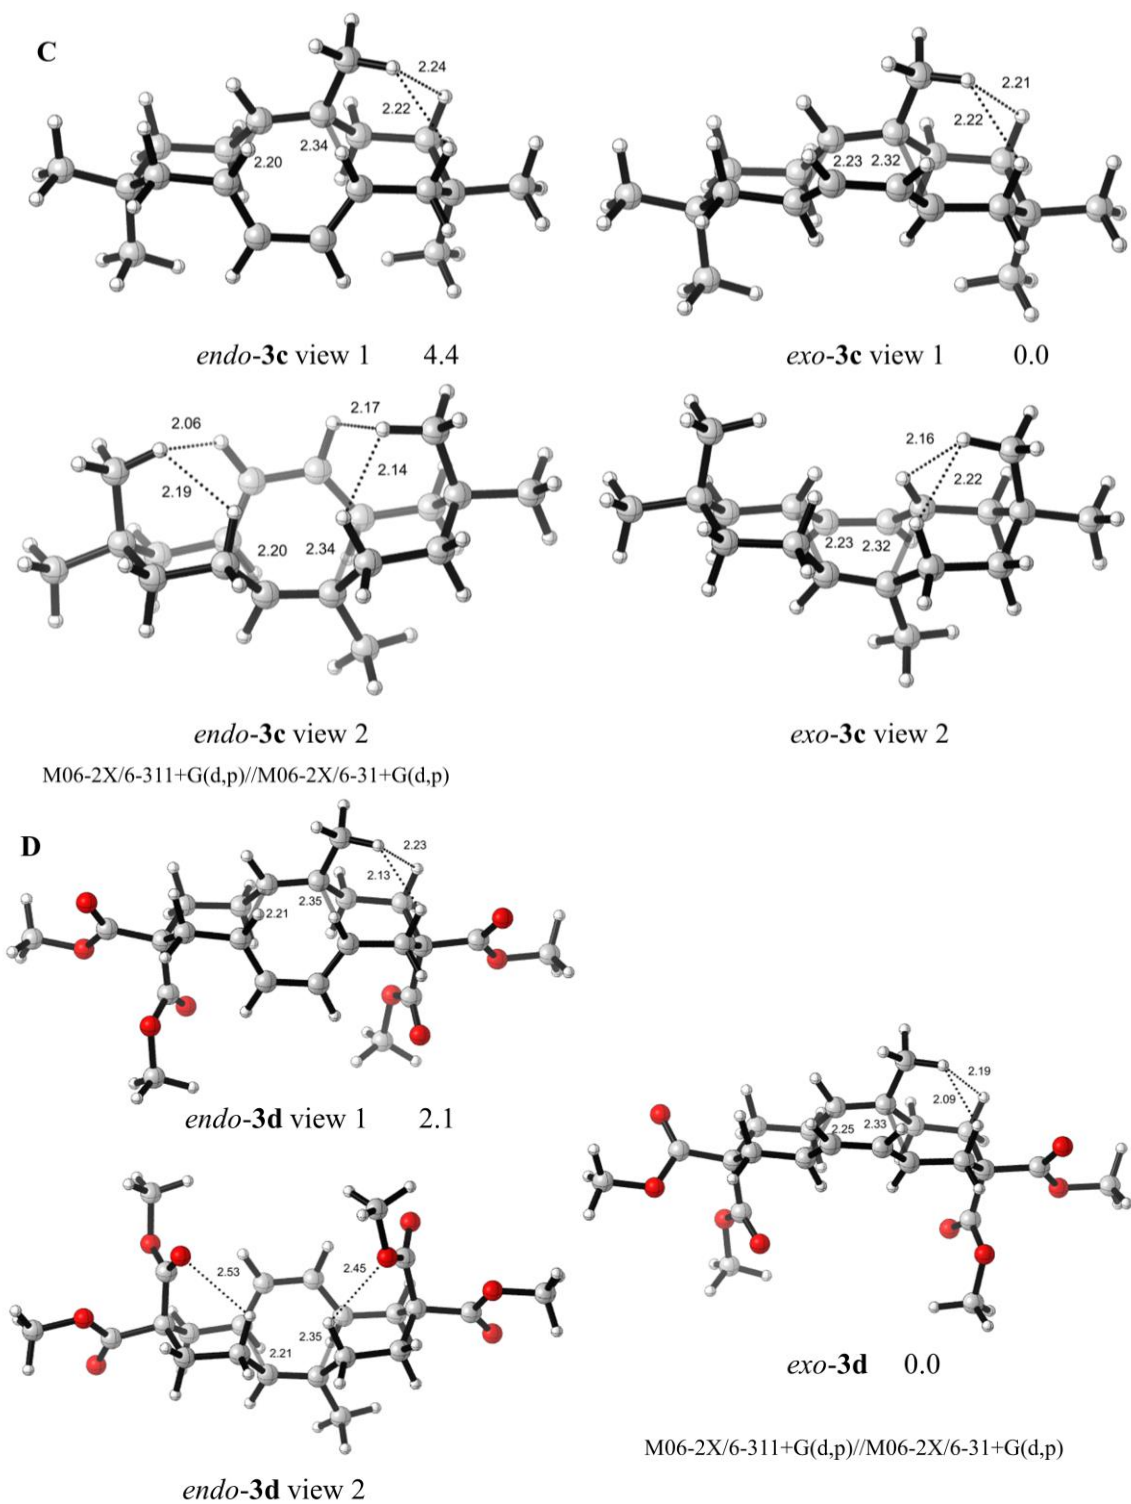 C
2.24
2.22
2.20
2.34
2.21
2.22
2.23 2.32
endo-3c view 1 4.4
exo-3c view 1 0.0
2.06
2.17
2.19
2.14
2.20
2.34
2.16
2.22
2.23 2.32
endo-3c view 2
exo-3c view 2
M06-2X/6-311+G(d,p)//M06-2X/6-31+G(d,p)
D
2.23
2.13
2.21
2.35
endo-3d view 1 2.1
2.19
2.09
2.25 2.33
2.53
2.45
2.35
2.21
exo-3d 0.0
M06-2X/6-311+G(d,p)//M06-2X/6-31+G(d,p)
endo-3d view 2